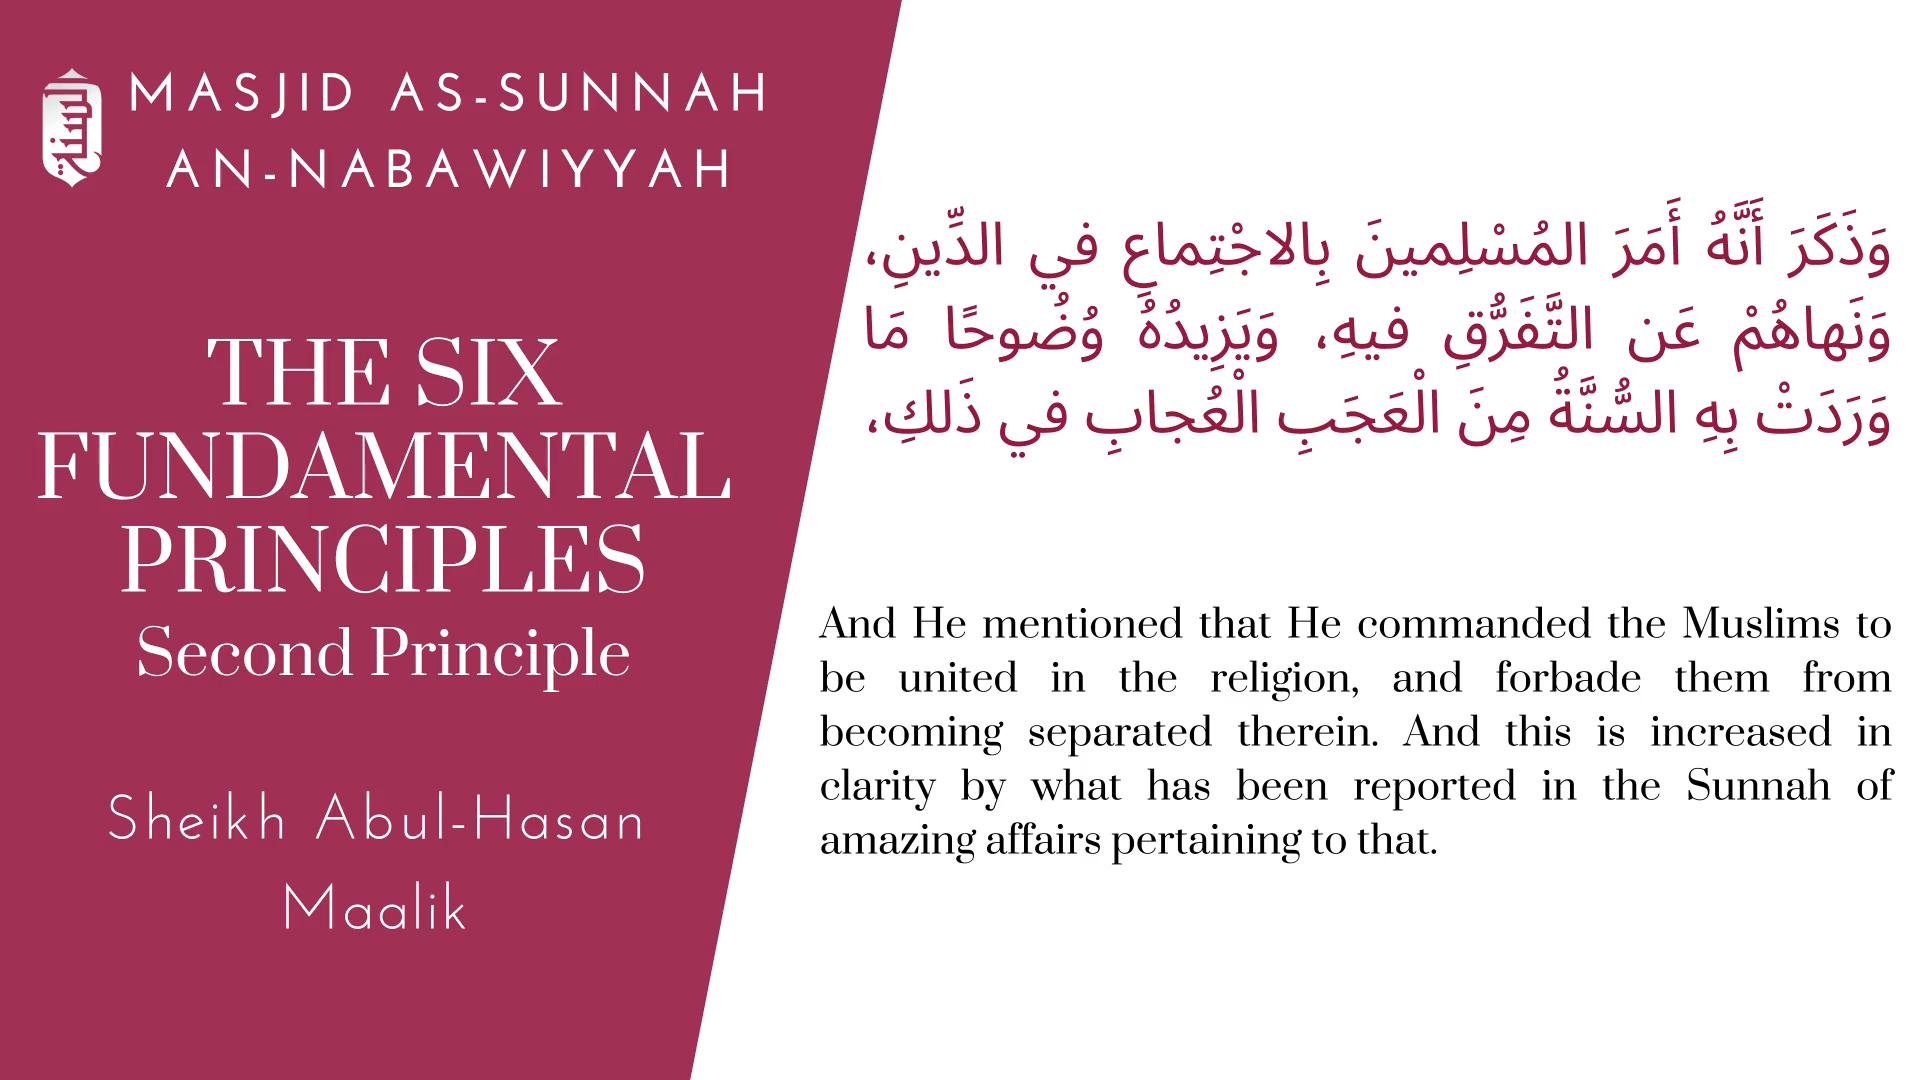 السنة
MASJID AS-SUNNAH
AN-NABAWIYYAH
THE SIX
FUNDAMENTAL
PRINCIPLES
Second Principle
Sheikh Abul-Hasan
Maalik
وَذَكَرَ أَنَّهُ أَمَرَ المُسْلِمينَ بِالاجْتِماعِ في الدِّينِ،
وَنَهاهُمْ عَن التَّفَرُّقِ فيهِ، وَيَزِيدُهُ وُضُوحًا مَا
وَرَدَتْ بِهِ السُّنَّةُ مِنَ الْعَجَبِ الْعُجابِ في ذَلكِ،
And He mentioned that He commanded the Muslims to
be united in the religion, and forbade them from
becoming separated therein. And this is increased in
clarity by what has been reported in the Sunnah of
amazing affairs pertaining to that.